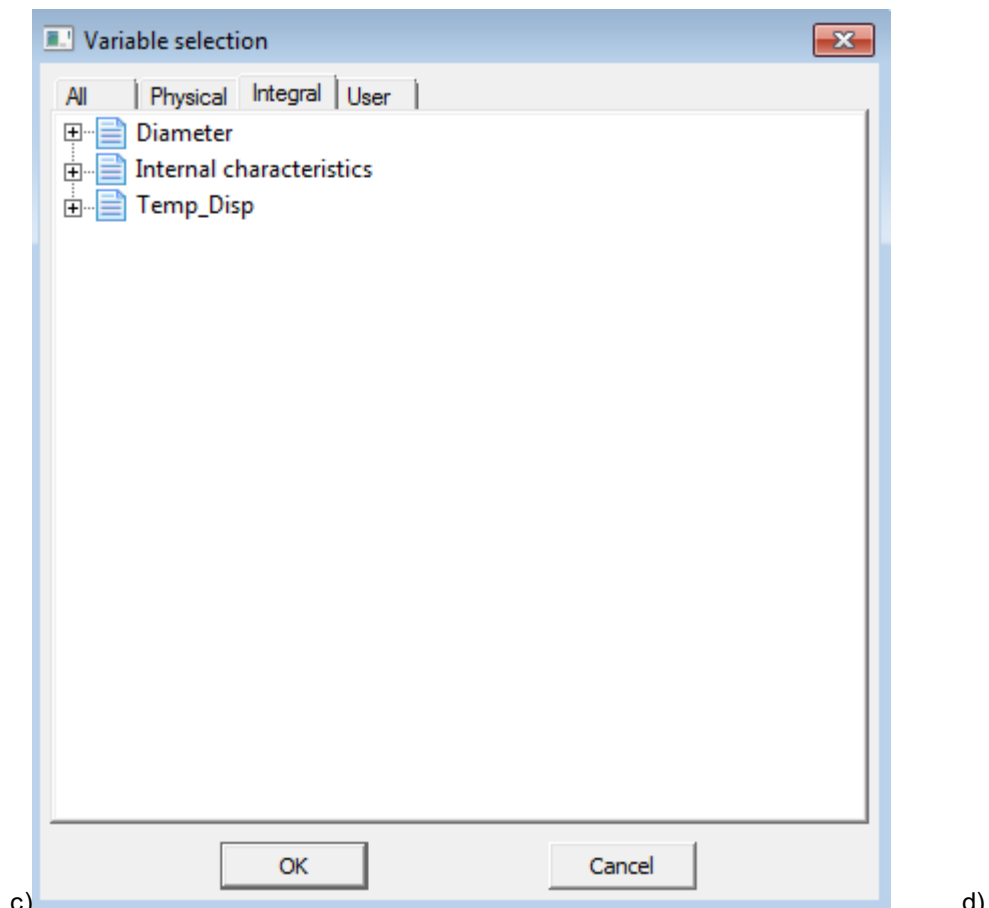 Variable selection
All Physical Integral User
Diameter
Internal characteristics
Temp_Disp
OK Cancel
c) d)